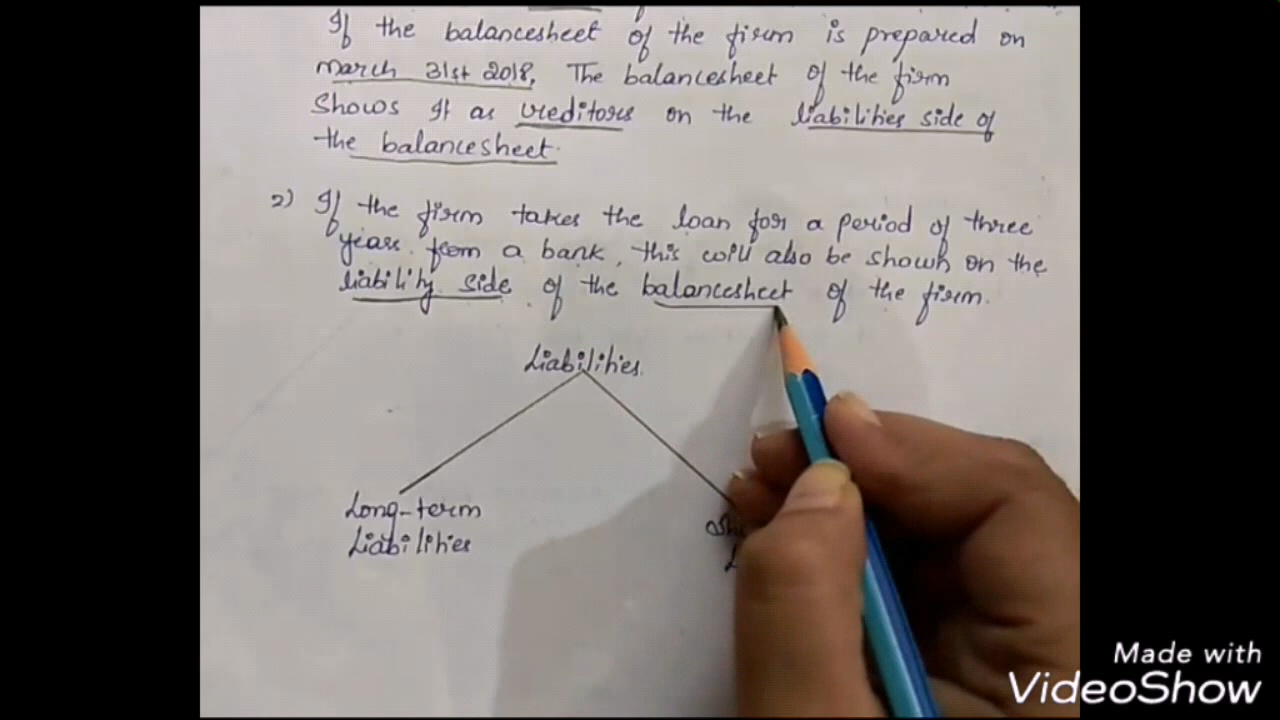 If the balancesheet of the firm is prepared on
march 31st 2018, The balancesheet of the firm
Shows it as creditors on the liabilities side of
the balancesheet.
2) If the firm takes the loan for a period of three
years from a bank, this will also be shown on the
liability side of the balancesheet of the firm.
Liabilities.
Long-term
Liabilities
Made with
VideoShow